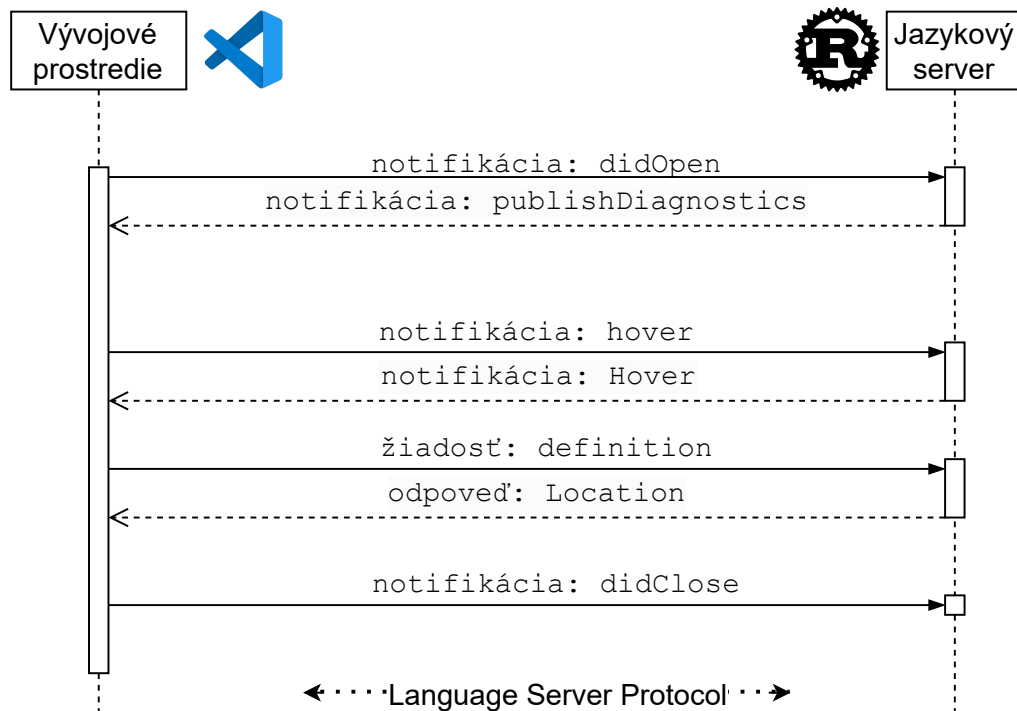 Vývojové
prostredie
R
Jazykový
server
notifikácia: didOpen
notifikácia: publishDiagnostics
notifikácia: hover
notifikácia: Hover
žiadosť: definition
odpoveď: Location
notifikácia: didClose
Language Server Protocol